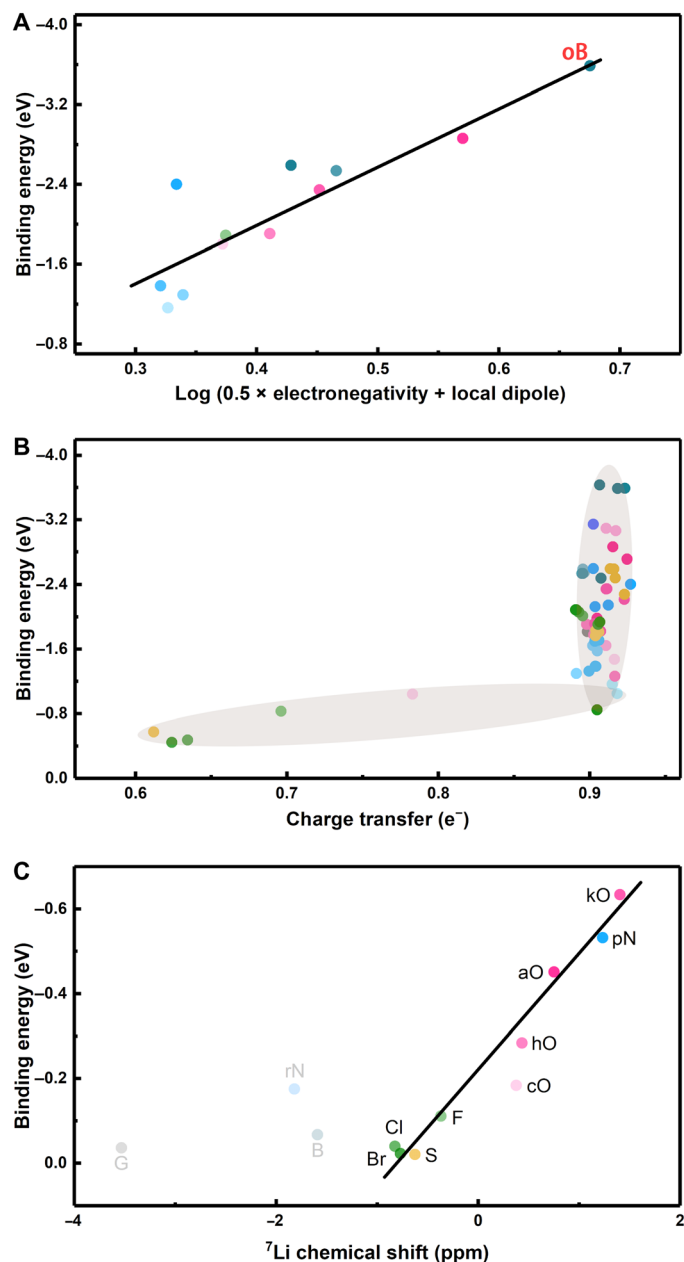 A
−4.0
−3.2
−2.4
−1.6
−0.8
Binding energy (eV)
oB
0.3 0.4 0.5 0.6 0.7
Log (0.5 × electronegativity + local dipole)
B
−4.0
−3.2
−2.4
−1.6
−0.8
0.0
Binding energy (eV)
0.6 0.7 0.8 0.9
Charge transfer (e⁻)
C
−0.6
−0.4
−0.2
0.0
Binding energy (eV)
kO
pN
aO
hO
cO
rN
F
Cl
B
G
Br
S
−4 −2 0 2
⁷Li chemical shift (ppm)